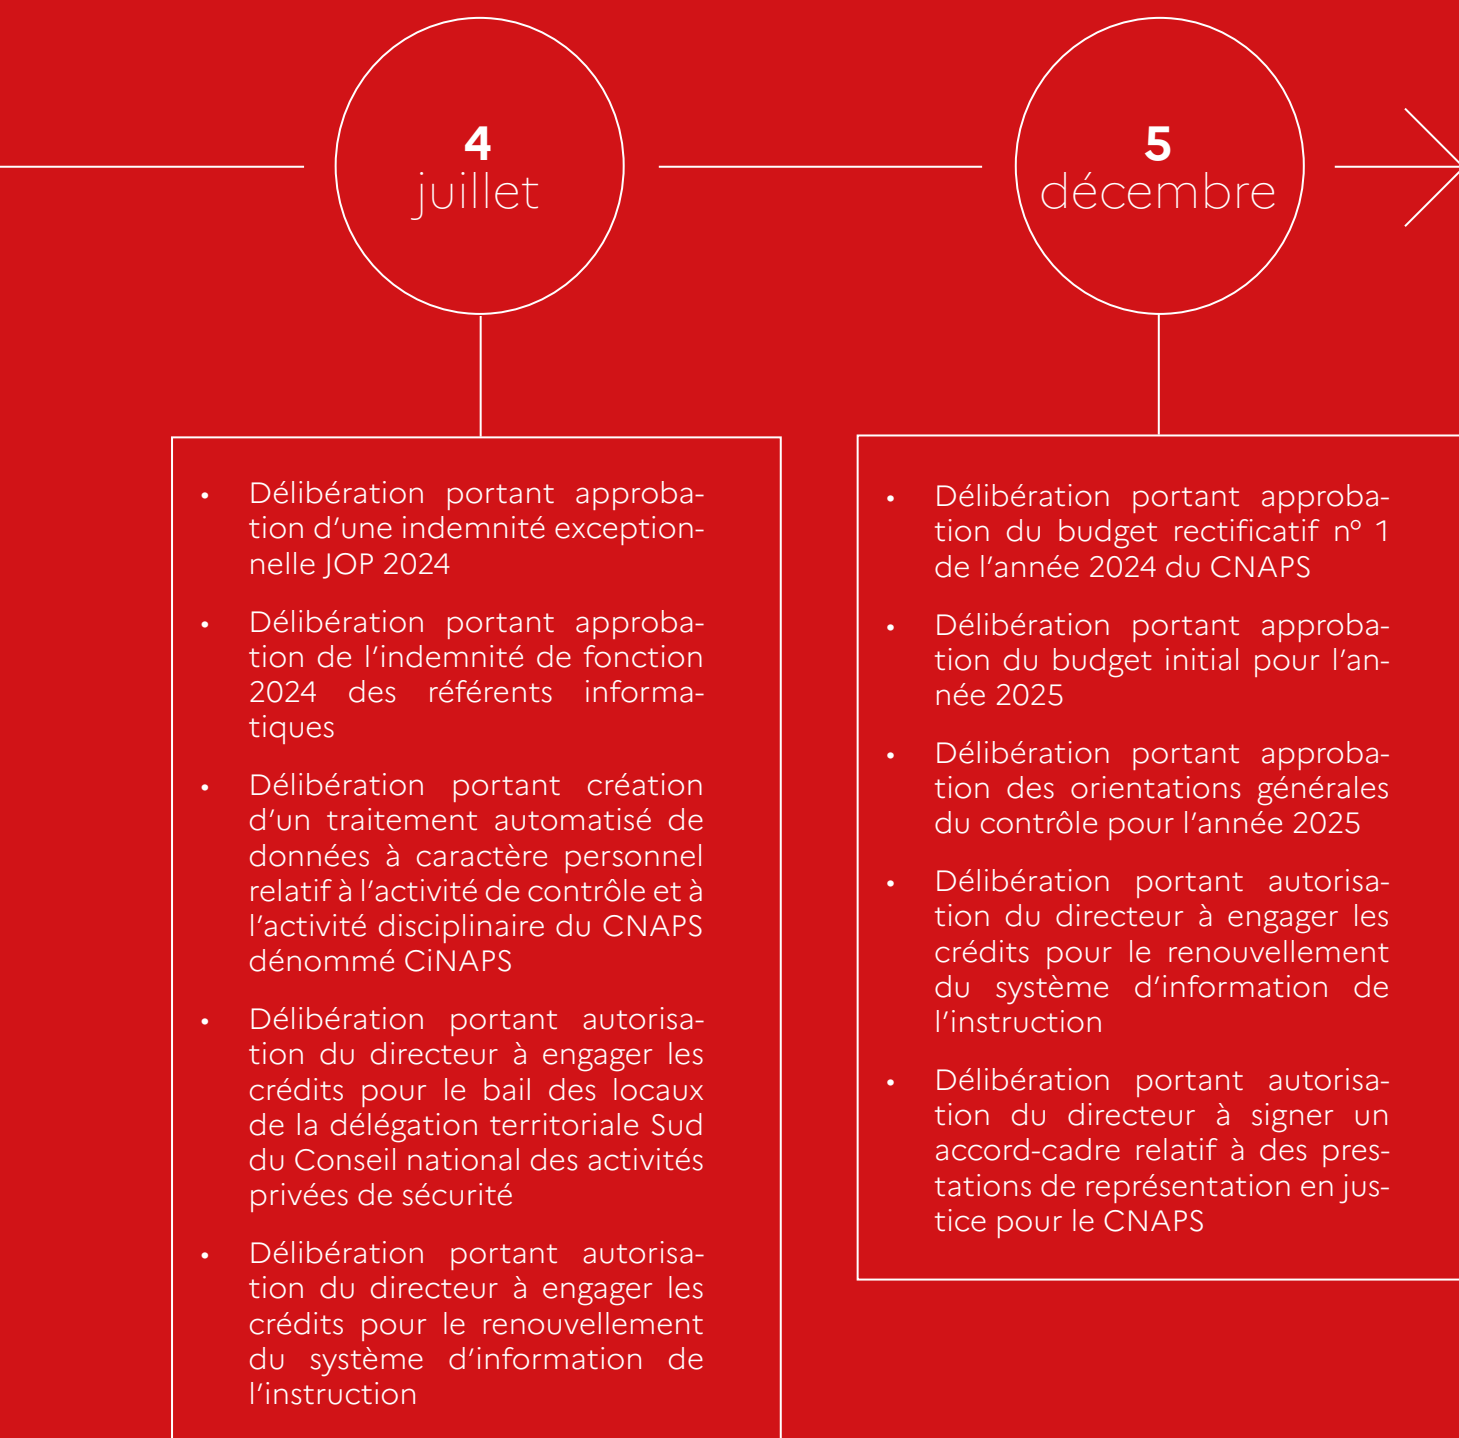 4
juillet
• Délibération portant approba-
tion d’une indemnité exception-
nelle JOP 2024
• Délibération portant approba-
tion de l’indemnité de fonction
2024 des référents informa-
tiques
• Délibération portant création
d’un traitement automatisé de
données à caractère personnel
relatif à l’activité de contrôle et à
l’activité disciplinaire du CNAPS
dénommé CiNAPS
• Délibération portant autorisa-
tion du directeur à engager les
crédits pour le bail des locaux
de la délégation territoriale Sud
du Conseil national des activités
privées de sécurité
• Délibération portant autorisa-
tion du directeur à engager les
crédits pour le renouvellement
du système d’information de
l’instruction
5
décembre
• Délibération portant approba-
tion du budget rectificatif n° 1
de l’année 2024 du CNAPS
• Délibération portant approba-
tion du budget initial pour l’an-
née 2025
• Délibération portant approba-
tion des orientations générales
du contrôle pour l’année 2025
• Délibération portant autorisa-
tion du directeur à engager les
crédits pour le renouvellement
du système d’information de
l’instruction
• Délibération portant autorisa-
tion du directeur à signer un
accord-cadre relatif à des pres-
tations de représentation en jus-
tice pour le CNAPS